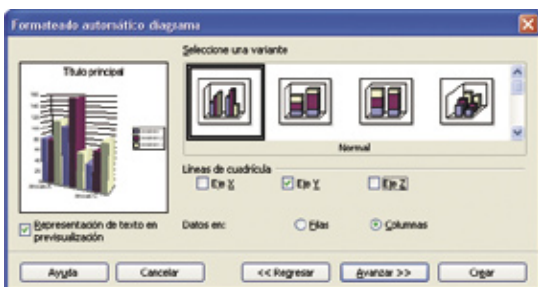 Formateado automático diagrama
Seleccione una variante
Título principal
Normal
Líneas de cuadrícula
Eje X
Eje Y
Eje Z
Representación de texto en
previsualización
Datos en:
Filas
Columnas
Ayuda
Cancelar
<< Regresar
Avanzar >>
Crear